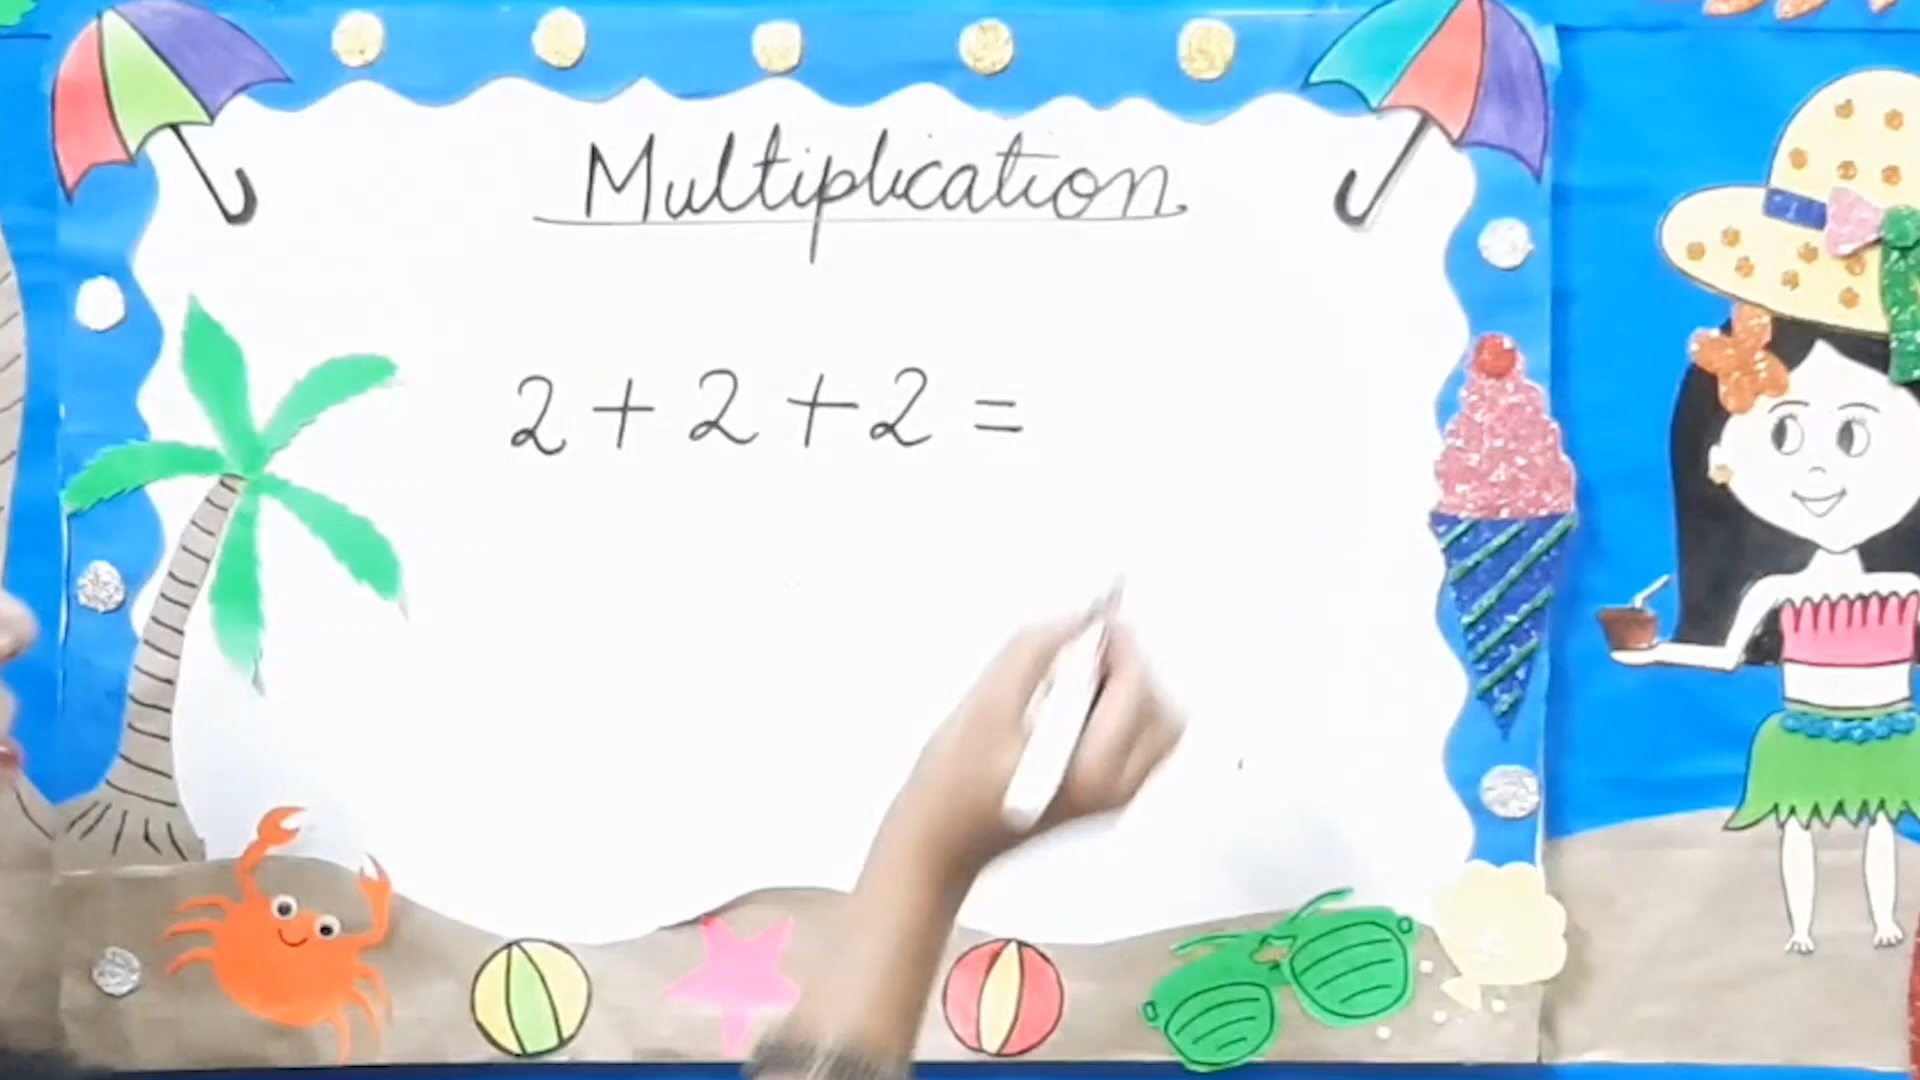 Multiplication
2 + 2 + 2 =